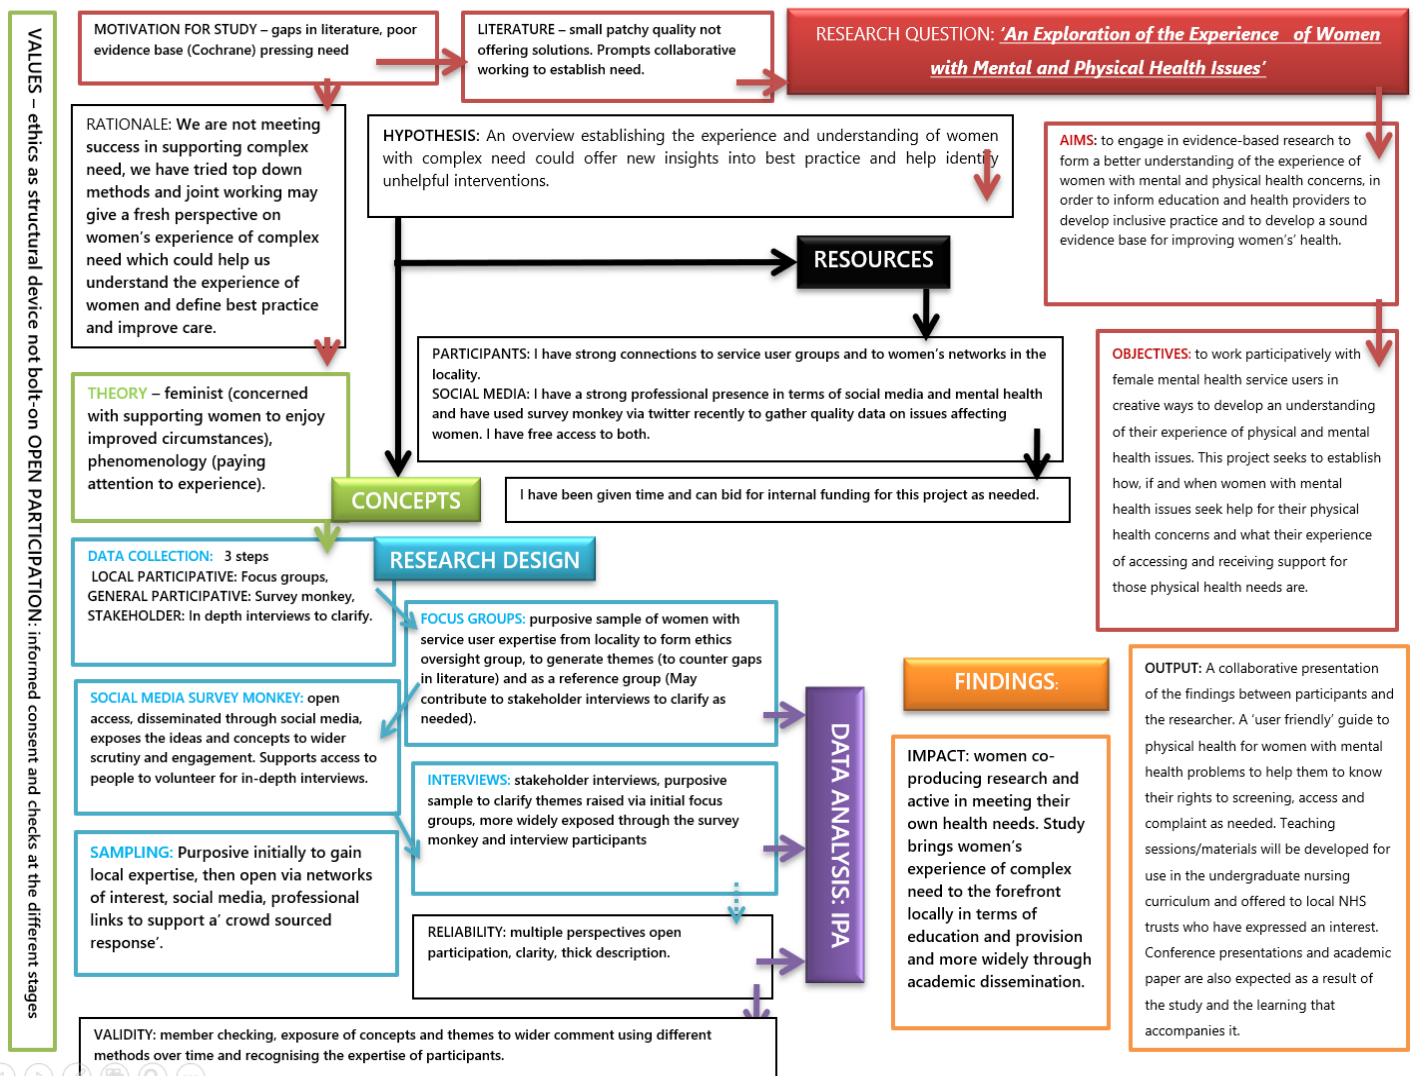 VALUES – ethics as structural device not bolt-on OPEN PARTICIPATION: informed consent and checks at the different stages
MOTIVATION FOR STUDY – gaps in literature, poor
evidence base (Cochrane) pressing need
LITERATURE – small patchy quality not
offering solutions. Prompts collaborative
working to establish need.
RESEARCH QUESTION: ‘An Exploration of the Experience of Women
with Mental and Physical Health Issues’
RATIONALE: We are not meeting
success in supporting complex
need, we have tried top down
methods and joint working may
give a fresh perspective on
women’s experience of complex
need which could help us
understand the experience of
women and define best practice
and improve care.
HYPOTHESIS: An overview establishing the experience and understanding of women
with complex need could offer new insights into best practice and help identify
unhelpful interventions.
AIMS: to engage in evidence-based research to
form a better understanding of the experience of
women with mental and physical health concerns, in
order to inform education and health providers to
develop inclusive practice and to develop a sound
evidence base for improving women’s’ health.
RESOURCES
PARTICIPANTS: I have strong connections to service user groups and to women’s networks in the
locality.
SOCIAL MEDIA: I have a strong professional presence in terms of social media and mental health
and have used survey monkey via twitter recently to gather quality data on issues affecting
women. I have free access to both.
I have been given time and can bid for internal funding for this project as needed.
OBJECTIVES: to work participatively with
female mental health service users in
creative ways to develop an understanding
of their experience of physical and mental
health issues. This project seeks to establish
how, if and when women with mental
health issues seek help for their physical
health concerns and what their experience
of accessing and receiving support for
those physical health needs are.
THEORY – feminist (concerned
with supporting women to enjoy
improved circumstances),
phenomenology (paying
attention to experience).
CONCEPTS
RESEARCH DESIGN
DATA COLLECTION: 3 steps
LOCAL PARTICIPATIVE: Focus groups,
GENERAL PARTICIPATIVE: Survey monkey,
STAKEHOLDER: In depth interviews to clarify.
FOCUS GROUPS: purposive sample of women with
service user expertise from locality to form ethics
oversight group, to generate themes (to counter gaps
in literature) and as a reference group (May
contribute to stakeholder interviews to clarify as
needed).
SOCIAL MEDIA SURVEY MONKEY: open
access, disseminated through social media,
exposes the ideas and concepts to wider
scrutiny and engagement. Supports access to
people to volunteer for in-depth interviews.
INTERVIEWS: stakeholder interviews, purposive
sample to clarify themes raised via initial focus
groups, more widely exposed through the survey
monkey and interview participants
SAMPLING: Purposive initially to gain
local expertise, then open via networks
of interest, social media, professional
links to support a’ crowd sourced
response’.
RELIABILITY: multiple perspectives open
participation, clarity, thick description.
VALIDITY: member checking, exposure of concepts and themes to wider comment using different
methods over time and recognising the expertise of participants.
DATA ANALYSIS: IPA
FINDINGS:
IMPACT: women co-
producing research and
active in meeting their
own health needs. Study
brings women’s
experience of complex
need to the forefront
locally in terms of
education and provision
and more widely through
academic dissemination.
OUTPUT: A collaborative presentation
of the findings between participants and
the researcher. A ‘user friendly’ guide to
physical health for women with mental
health problems to help them to know
their rights to screening, access and
complaint as needed. Teaching
sessions/materials will be developed for
use in the undergraduate nursing
curriculum and offered to local NHS
trusts who have expressed an interest.
Conference presentations and academic
paper are also expected as a result of
the study and the learning that
accompanies it.